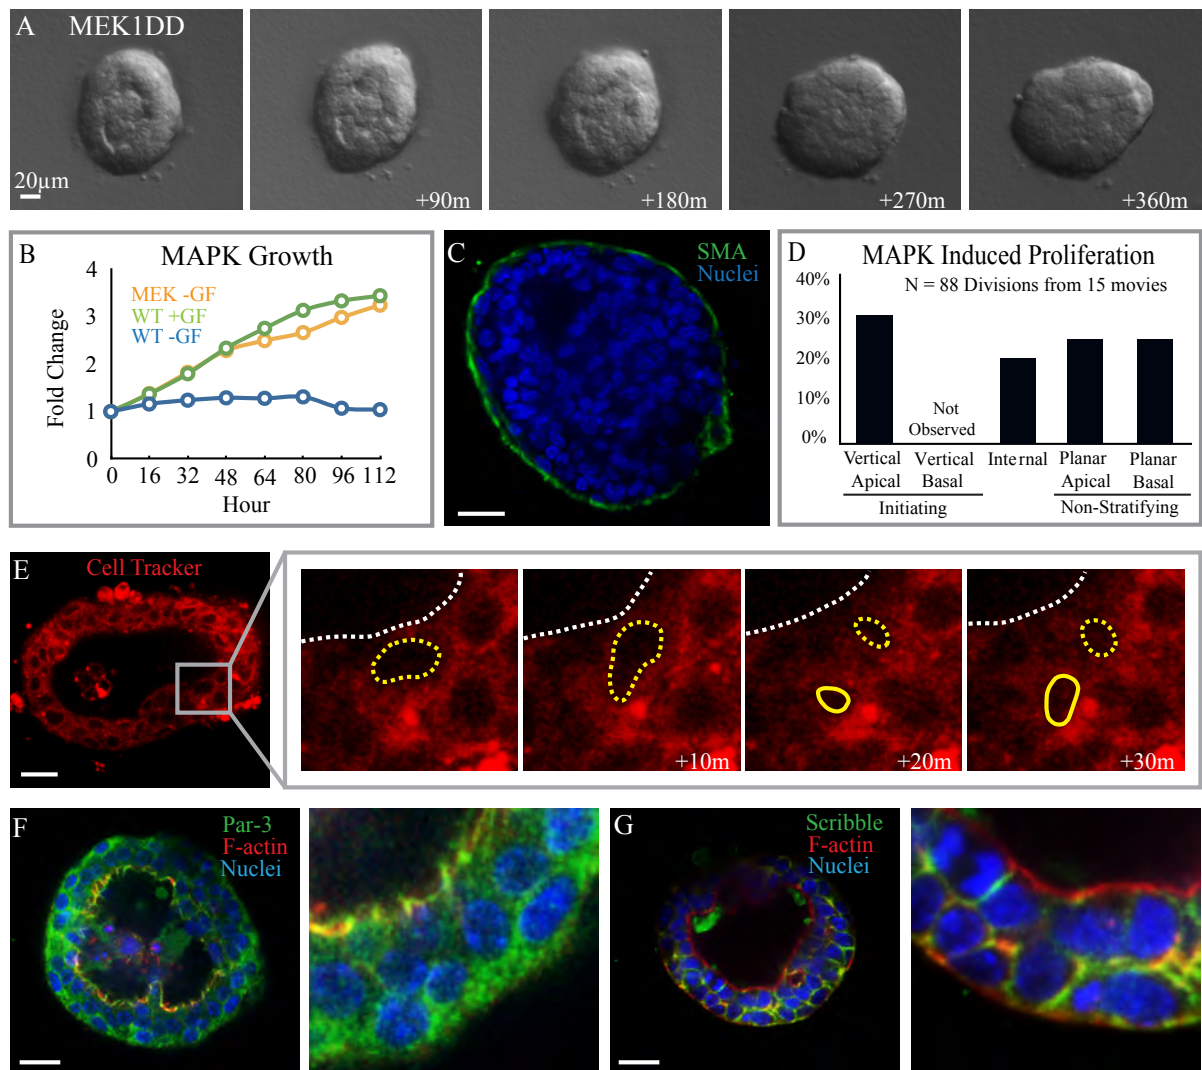 A MEK1DD
20µm
+90m
+180m
+270m
+360m
B MAPK Growth
4
3
2
1
0
Fold Change
MEK -GF
WT +GF
WT -GF
0 16 32 48 64 80 96 112
Hour
C SMA
Nuclei
D MAPK Induced Proliferation
N = 88 Divisions from 15 movies
40%
30%
20%
10%
0%
Not
Observed
Vertical Vertical Internal Planar Planar
Apical Basal Apical Basal
Initiating Non-Stratifying
E Cell Tracker
+10m
+20m
+30m
F Par-3
F-actin
Nuclei
G Scribble
F-actin
Nuclei